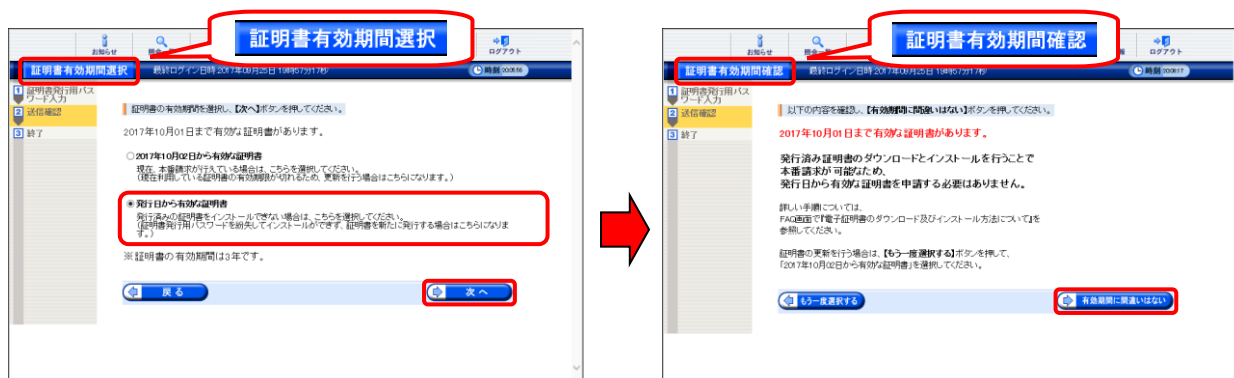 証明書有効期間選択
お知らせ
ログアウト
証明書有効期間選択 最終ログイン日時 2017年09月25日 19時57分17秒 時刻
1 証明書発行用パス
ワード入力
2 送信確認
3 終了
証明書の有効期間を選択し、【次へ】ボタンを押してください。
2017年10月01日まで有効な証明書があります。
2017年10月02日から有効な証明書
現在、本番請求が行えている場合は、こちらを選択してください。
(現在利用している証明書の有効期限が切れるため、更新を行う場合はこちらになります。)
発行日から有効な証明書
発行済みの証明書をインストールできない場合は、こちらを選択してください。
(証明書発行用パスワードを紛失してインストールができず、証明書を新たに発行する場合はこちらになりま
す。)
※証明書の有効期間は3年です。
戻る
次へ
証明書有効期間確認
お知らせ
ログアウト
証明書有効期間確認 最終ログイン日時 2017年09月25日 19時57分17秒 時刻
1 証明書発行用パス
ワード入力
2 送信確認
3 終了
以下の内容を確認し、【有効期間に間違いはない】ボタンを押してください。
2017年10月01日まで有効な証明書があります。
発行済み証明書のダウンロードとインストールを行うことで
本番請求が可能なため、
発行日から有効な証明書を申請する必要はありません。
詳しい手順については、
FAQ画面で『電子証明書のダウンロード及びインストール方法について』を
参照してください。
証明書の更新を行う場合は、【もう一度選択する】ボタンを押して、
「2017年10月02日から有効な証明書」を選択してください。
もう一度選択する
有効期間に間違いはない